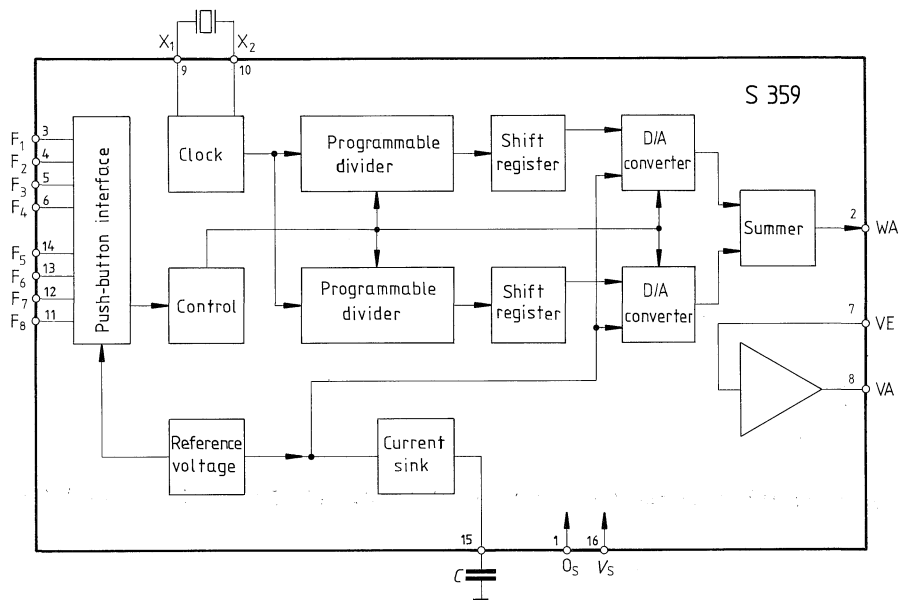 X1
X2
9
10
S 359
F1
3
F2
4
F3
5
F4
6
F5
14
F6
13
F7
12
F8
11
Push-button interface
Clock
Programmable
divider
Shift
register
D/A
converter
Summer
2
WA
Control
Programmable
divider
Shift
register
D/A
converter
7
VE
8
VA
Reference
voltage
Current
sink
15
1
16
C
OS
VS